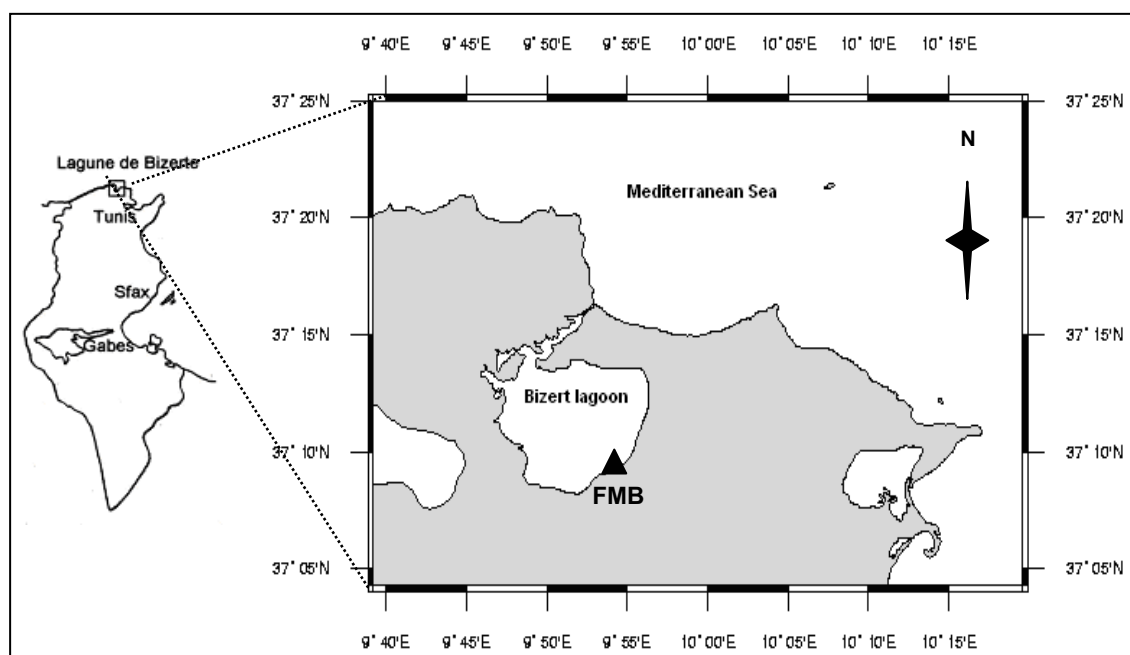 9˚ 40'E 9˚ 45'E 9˚ 50'E 9˚ 55'E 10˚ 00'E 10˚ 05'E 10˚ 10'E 10˚ 15'E
37˚ 25'N 37˚ 25'N
N
Lagune de Bizerte
Mediterranean Sea
Tunis
37˚ 20'N 37˚ 20'N
Sfax
37˚ 15'N 37˚ 15'N
Gabes
Bizert lagoon
37˚ 10'N 37˚ 10'N
FMB
37˚ 05'N 37˚ 05'N
9˚ 40'E 9˚ 45'E 9˚ 50'E 9˚ 55'E 10˚ 00'E 10˚ 05'E 10˚ 10'E 10˚ 15'E